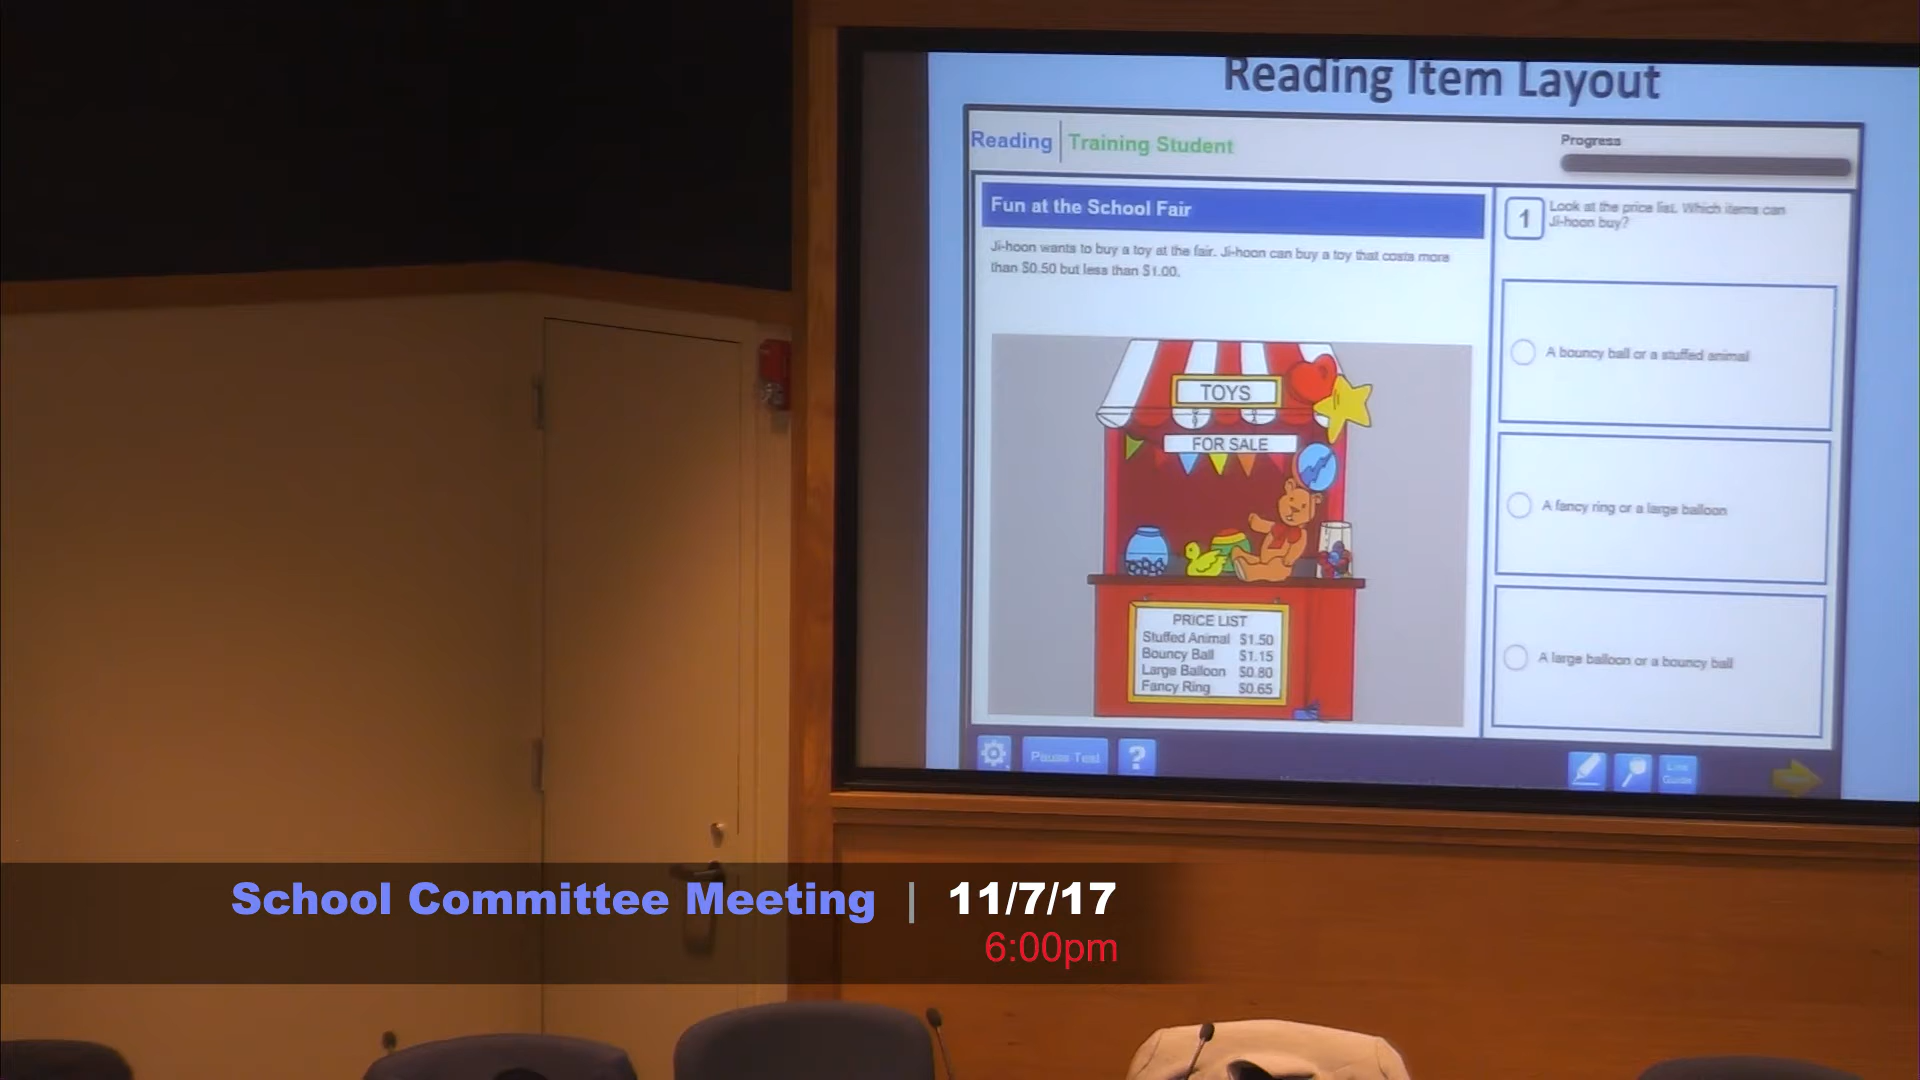 Reading Item Layout
Reading Training Student
Progress
Fun at the School Fair
Ji-hoon wants to buy a toy at the fair. Ji-hoon can buy a toy that costs more
than $0.50 but less than $1.00.
TOYS
FOR SALE
PRICE LIST
Stuffed Animal $1.50
Bouncy Ball $1.15
Large Balloon $0.80
Fancy Ring $0.65
1 Look at the price list. Which items can
Ji-hoon buy?
A bouncy ball or a stuffed animal
A fancy ring or a large balloon
A large balloon or a bouncy ball
Pause Test ?
Line
Guide
School Committee Meeting | 11/7/17
6:00pm